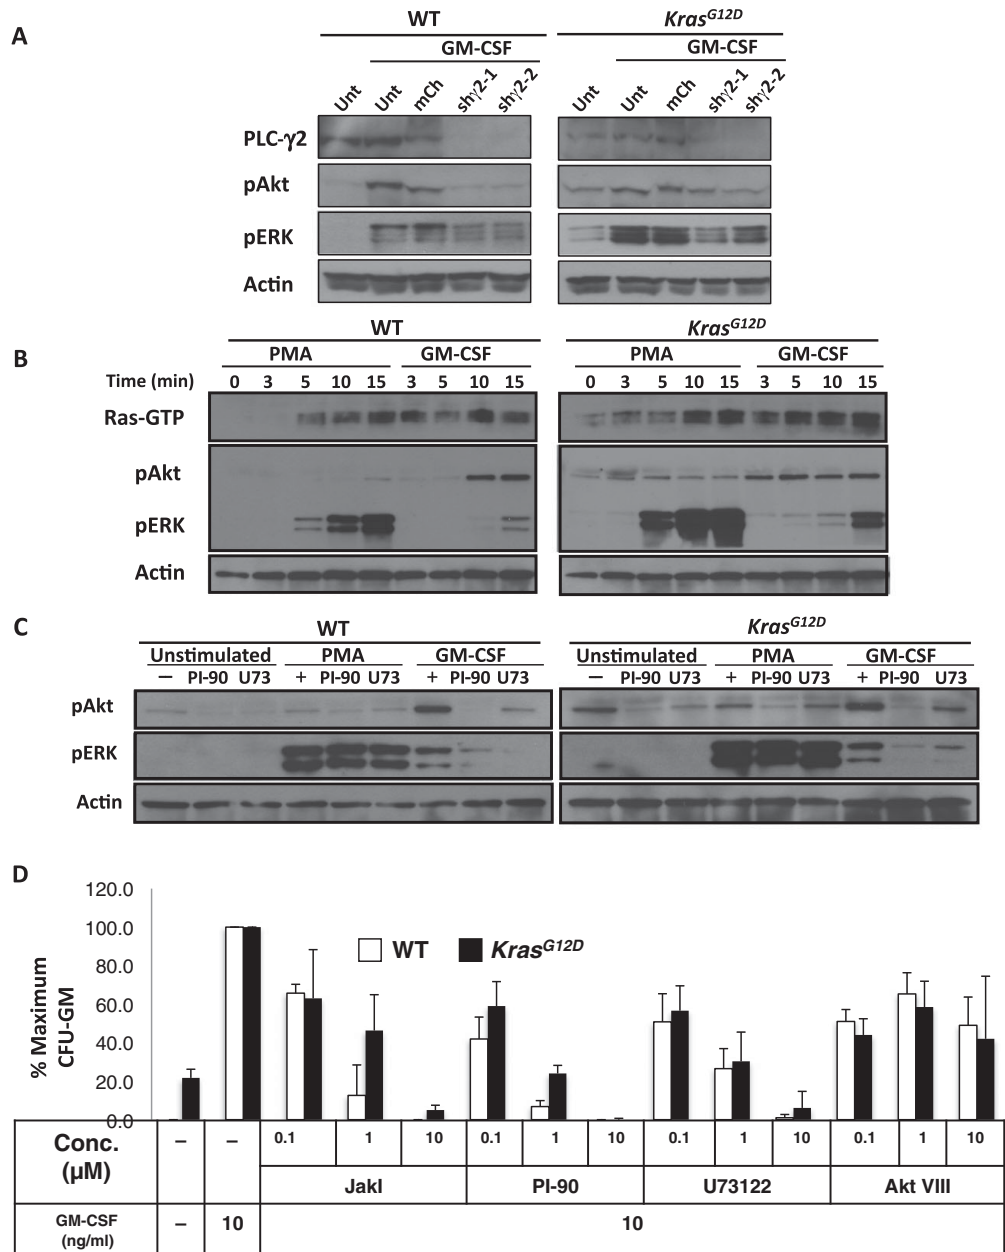 A
WT
Kras^G12D
GM-CSF
GM-CSF
Unt
Unt
mCh
shγ2-1
shγ2-2
Unt
Unt
mCh
shγ2-1
shγ2-2
PLC-γ2
pAkt
pERK
Actin
B
WT
Kras^G12D
PMA
GM-CSF
PMA
GM-CSF
Time (min)
0 3 5 10 15 3 5 10 15
0 3 5 10 15 3 5 10 15
Ras-GTP
pAkt
pERK
Actin
C
WT
Kras^G12D
Unstimulated PMA GM-CSF
Unstimulated PMA GM-CSF
− PI-90 U73 + PI-90 U73 + PI-90 U73
− PI-90 U73 + PI-90 U73 + PI-90 U73
pAkt
pERK
Actin
D
% Maximum
CFU-GM
120.0
100.0
80.0
60.0
40.0
20.0
0.0
WT
Kras^G12D
Conc.
(μM)
– – 0.1 1 10 0.1 1 10 0.1 1 10 0.1 1 10
JakI PI-90 U73122 Akt VIII
GM-CSF
(ng/ml)
– 10 10